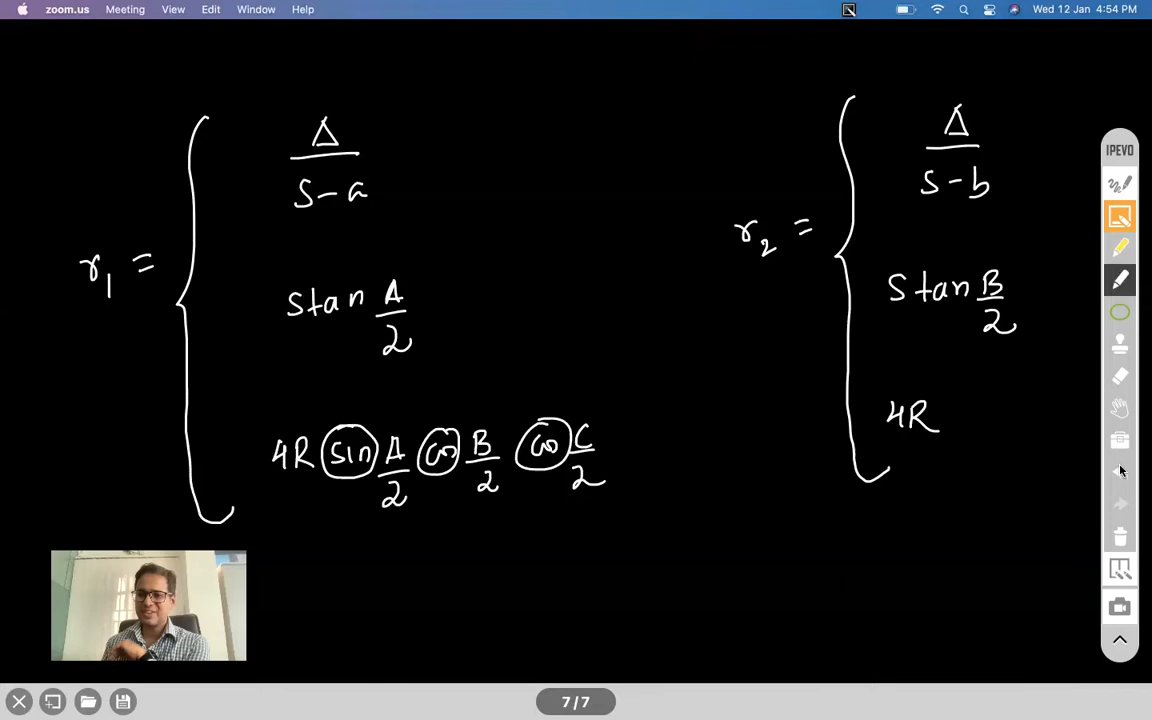 zoom.us Meeting View Edit Window Help Wed 12 Jan 4:54 PM
IPEVO
r₁ = { Δ/(s-a)
s tan A/2
4R sin A/2 cos B/2 cos C/2
r₂ = { Δ/(s-b)
s tan B/2
4R
7/7